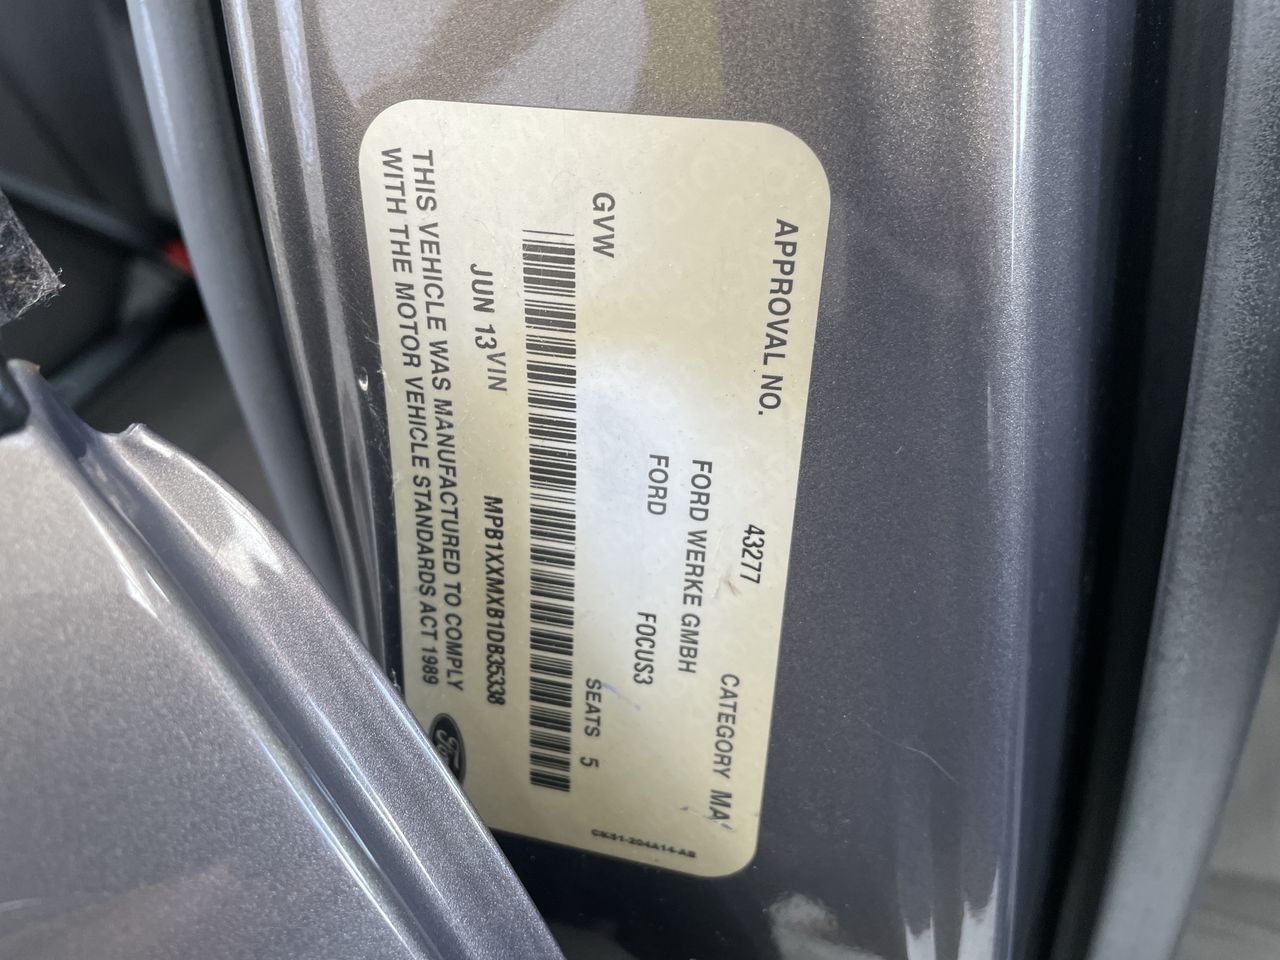 APPROVAL NO. 43277 CATEGORY MA
FORD WERKE GMBH
FORD FOCUS3
GVW SEATS 5
JUN 13 VIN MPB1XXMXB1DB35338
THIS VEHICLE WAS MANUFACTURED TO COMPLY
WITH THE MOTOR VEHICLE STANDARDS ACT 1989
Ford